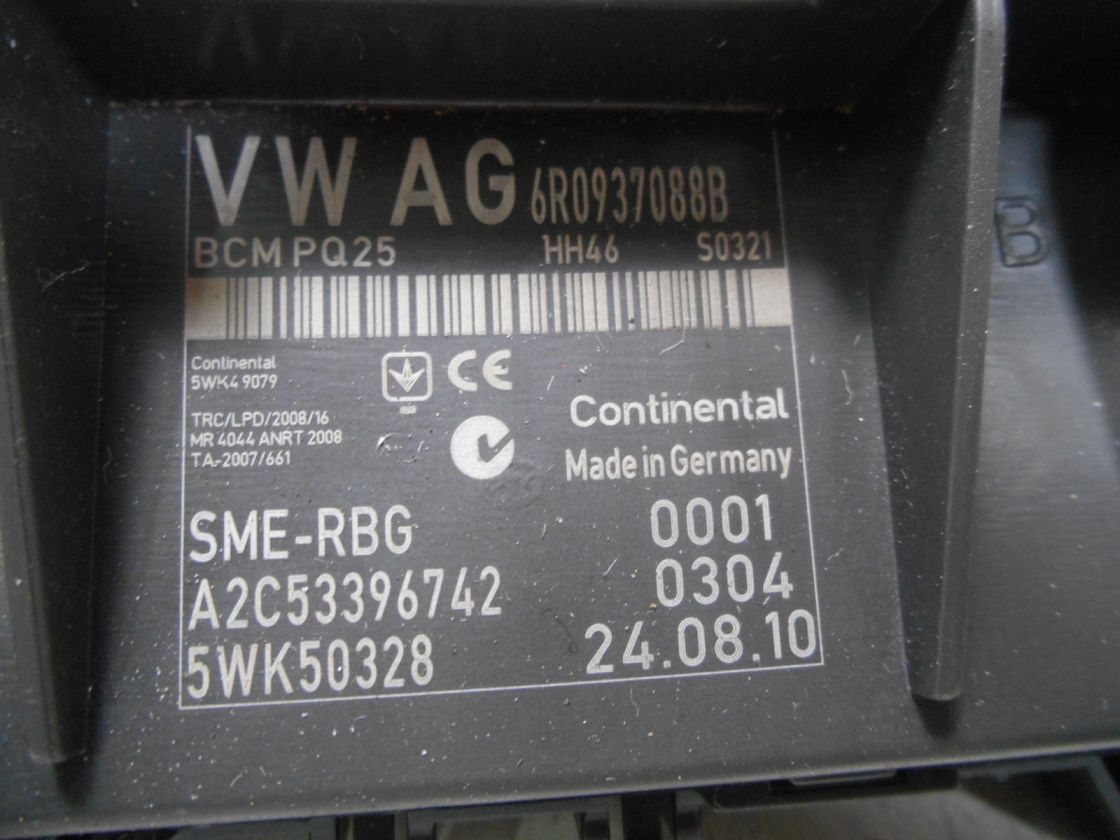 VW AG 6R0937088B
BCM PQ25 HH46 S0321
Continental
5WK4 9079
TRC/LPD/2008/16
MR 4044 ANRT 2008
TA-2007/661
CE
Continental
Made in Germany
SME-RBG 0001
A2C53396742 0304
5WK50328 24.08.10
B